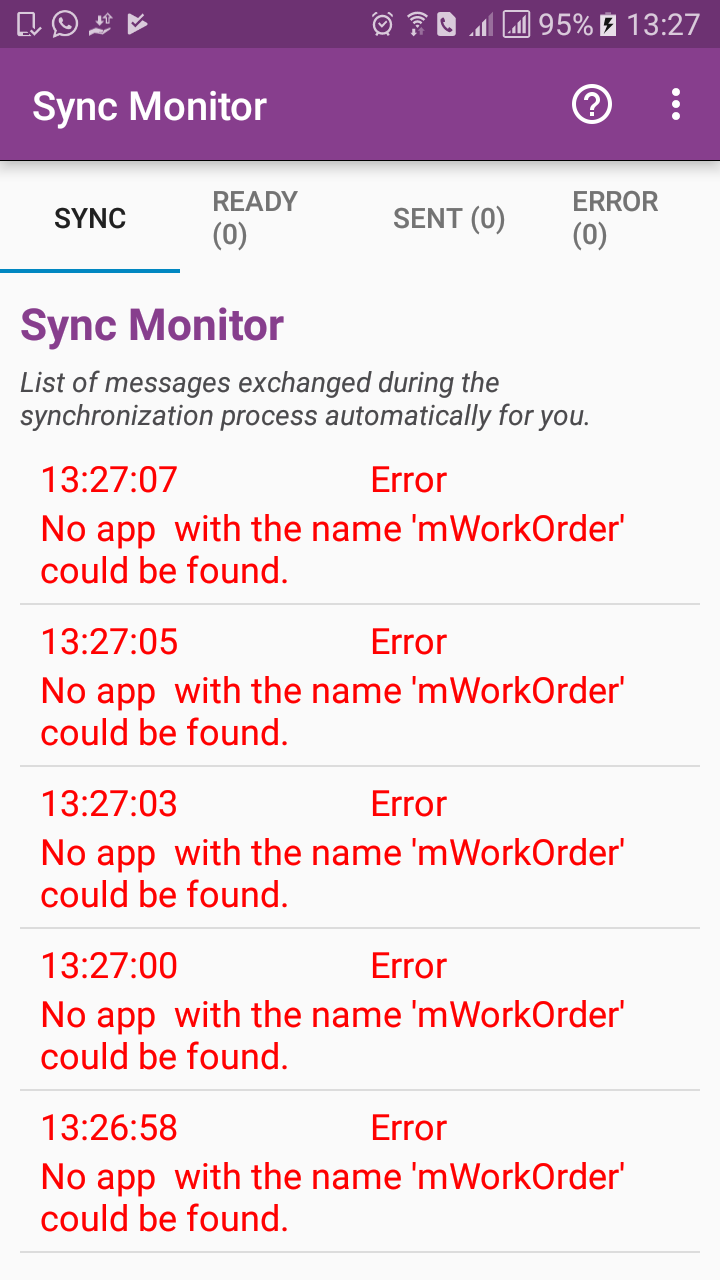 95% 13:27
Sync Monitor
SYNC
READY
(0)
SENT (0)
ERROR
(0)
Sync Monitor
List of messages exchanged during the
synchronization process automatically for you.
13:27:07 Error
No app  with the name 'mWorkOrder'
could be found.
13:27:05 Error
No app  with the name 'mWorkOrder'
could be found.
13:27:03 Error
No app  with the name 'mWorkOrder'
could be found.
13:27:00 Error
No app  with the name 'mWorkOrder'
could be found.
13:26:58 Error
No app  with the name 'mWorkOrder'
could be found.